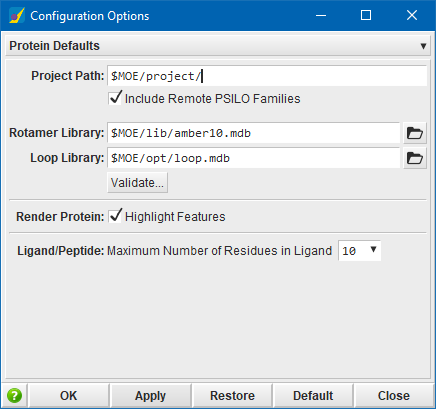 Configuration Options
Protein Defaults
Project Path: $MOE/project/
Include Remote PSILO Families
Rotamer Library: $MOE/lib/amber10.mdb
Loop Library: $MOE/opt/loop.mdb
Validate...
Render Protein: Highlight Features
Ligand/Peptide: Maximum Number of Residues in Ligand 10
? OK Apply Restore Default Close